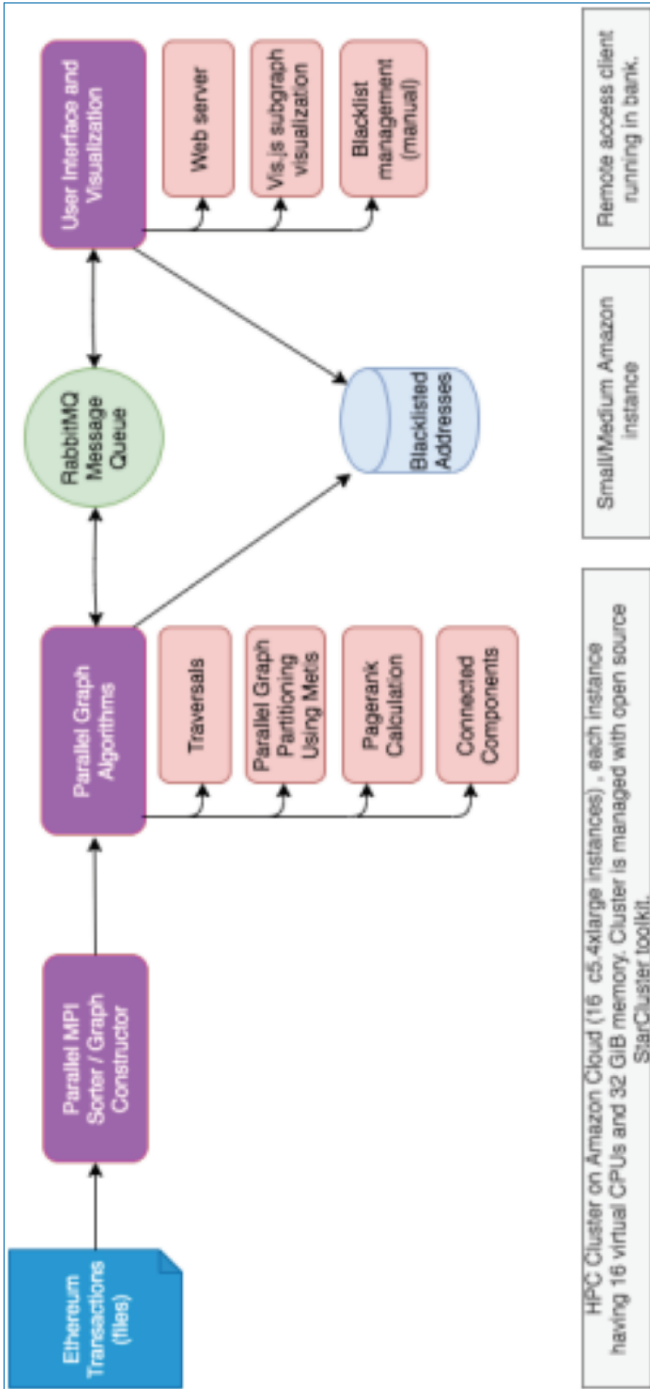 Ethereum
Transactions
(files)
Parallel MPI
Sorter / Graph
Constructor
Parallel Graph
Algorithms
Traversals
Parallel Graph
Partitioning
Using Metis
Pagerank
Calculation
Connected
Components
RabbitMQ
Message
Queue
Blacklisted
Addresses
User Interface and
Visualization
Web server
Vis.js subgraph
visualization
Blacklist
management
(manual)
HPC Cluster on Amazon Cloud (16 c5.4xlarge instances) , each instance
having 16 virtual CPUs and 32 GiB memory. Cluster is managed with open source
StarCluster toolkit.
Small/Medium Amazon
instance
Remote access client
running in bank.